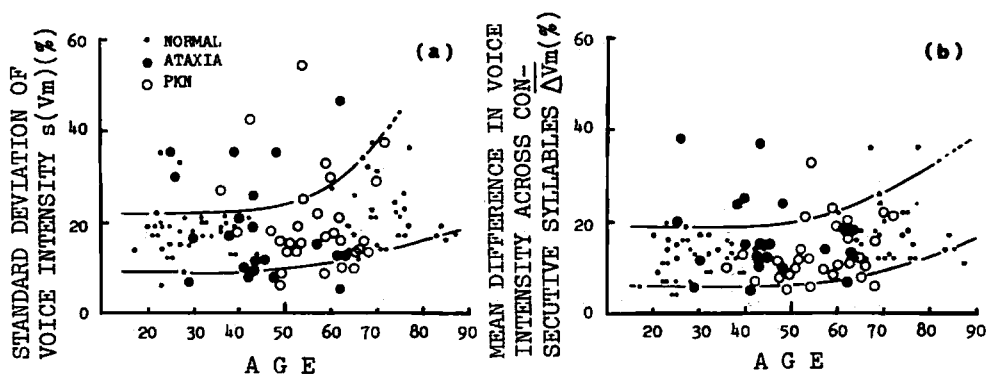 STANDARD DEVIATION OF
VOICE INTENSITY s(Vm)(%)
60
40
20
0
NORMAL
ATAXIA
PKN
(a)
20 30 40 50 60 70 80 90
AGE
MEAN DIFFERENCE IN VOICE
INTENSITY ACROSS CON-
SECUTIVE SYLLABLES ΔVm(%)
60
40
20
0
(b)
20 30 40 50 60 70 80 90
AGE